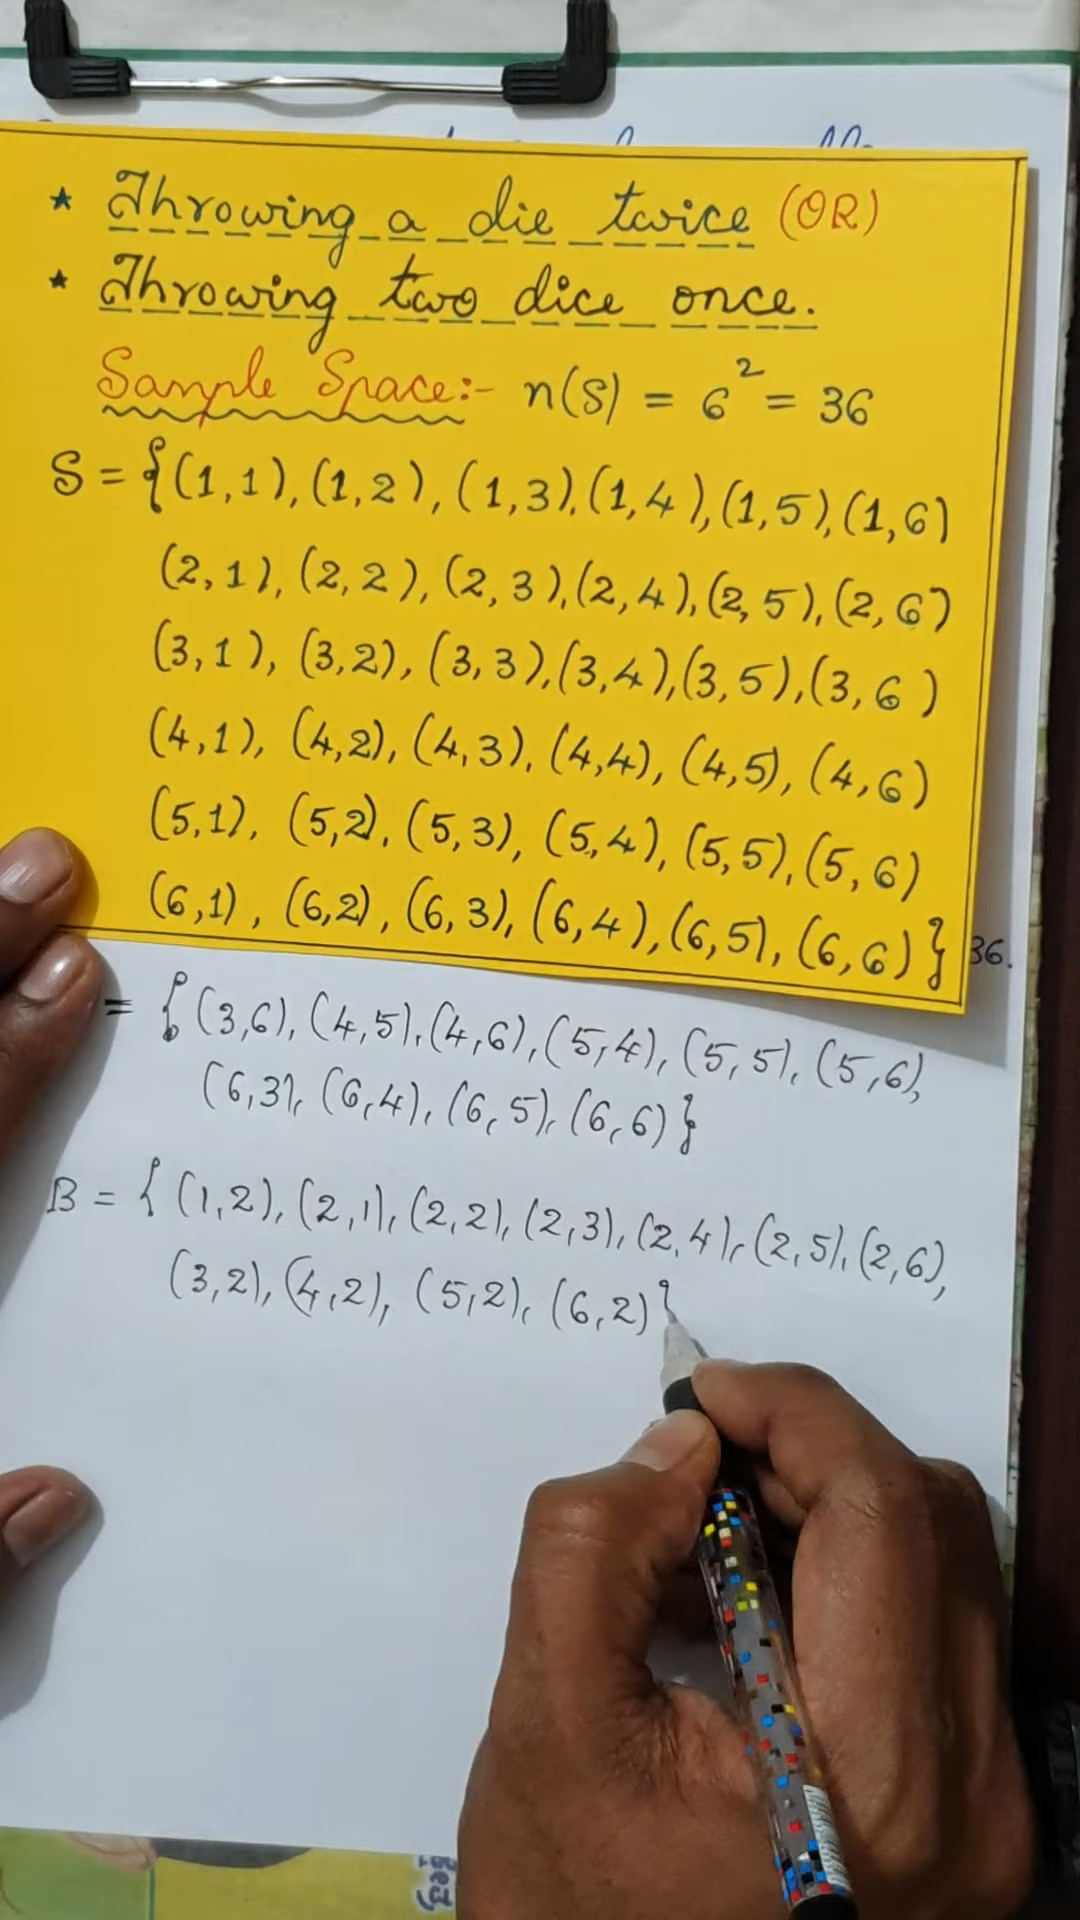 ★ Throwing a die twice (OR)
★ Throwing two dice once.
Sample Space:- n(S) = 6² = 36
S = {(1,1), (1,2), (1,3), (1,4), (1,5), (1,6)
(2,1), (2,2), (2,3), (2,4), (2,5), (2,6)
(3,1), (3,2), (3,3), (3,4), (3,5), (3,6)
(4,1), (4,2), (4,3), (4,4), (4,5), (4,6)
(5,1), (5,2), (5,3), (5,4), (5,5), (5,6)
(6,1), (6,2), (6,3), (6,4), (6,5), (6,6)}
36.
= {(3,6), (4,5), (4,6), (5,4), (5,5), (5,6),
(6,3), (6,4), (6,5), (6,6)}
B = {(1,2), (2,1), (2,2), (2,3), (2,4), (2,5), (2,6),
(3,2), (4,2), (5,2), (6,2)}